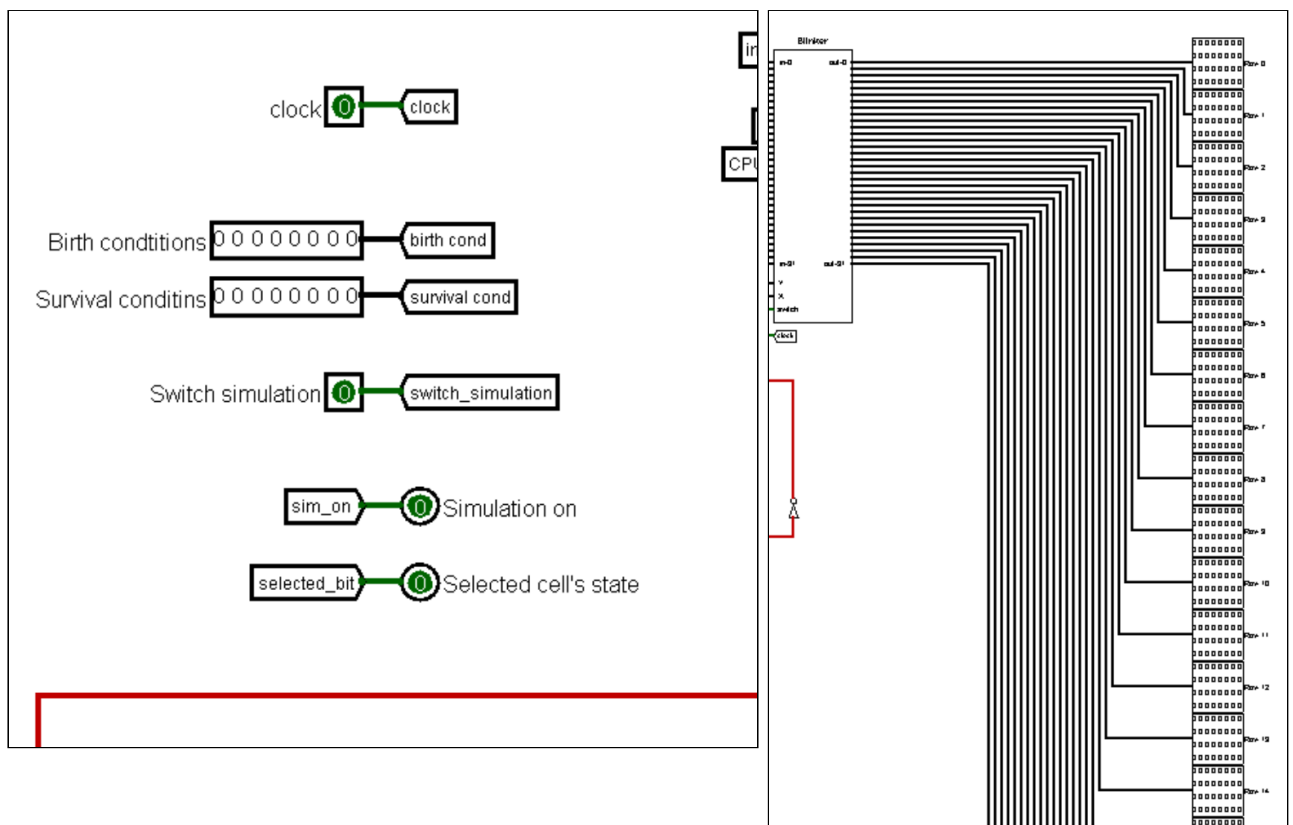 clock 0 clock
Birth condtitions 0 0 0 0 0 0 0 0 birth cond
Survival conditins 0 0 0 0 0 0 0 0 survival cond
Switch simulation 0 switch_simulation
sim_on 0 Simulation on
selected_bit 0 Selected cell's state
in
CPU
Blinker
in-0 out-0
in-31 out-31
Y
X
switch
clock
Row 0
Row 1
Row 2
Row 3
Row 4
Row 5
Row 6
Row 7
Row 8
Row 9
Row 10
Row 11
Row 12
Row 13
Row 14